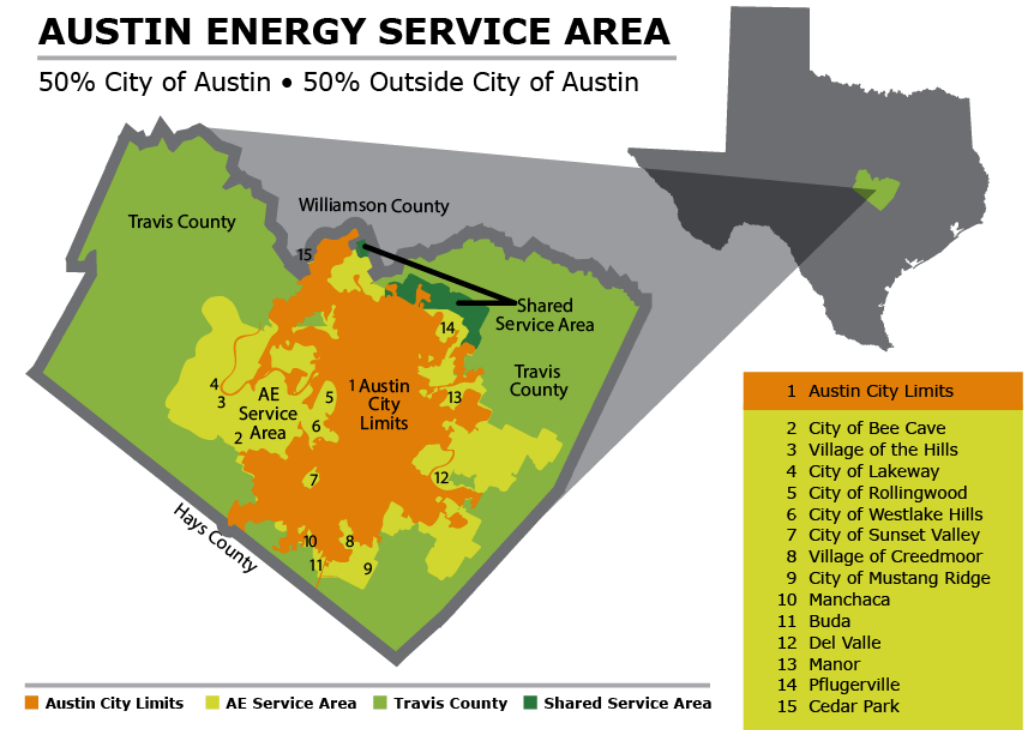 AUSTIN ENERGY SERVICE AREA
50% City of Austin • 50% Outside City of Austin
Travis County
Williamson County
15
Shared
Service Area
14
Travis
County
4
3
AE
Service
Area
2
5
6
1 Austin
City
Limits
13
7
12
Hays County
10
8
11
9
1 Austin City Limits
2 City of Bee Cave
3 Village of the Hills
4 City of Lakeway
5 City of Rollingwood
6 City of Westlake Hills
7 City of Sunset Valley
8 Village of Creedmoor
9 City of Mustang Ridge
10 Manchaca
11 Buda
12 Del Valle
13 Manor
14 Pflugerville
15 Cedar Park
Austin City Limits AE Service Area Travis County Shared Service Area